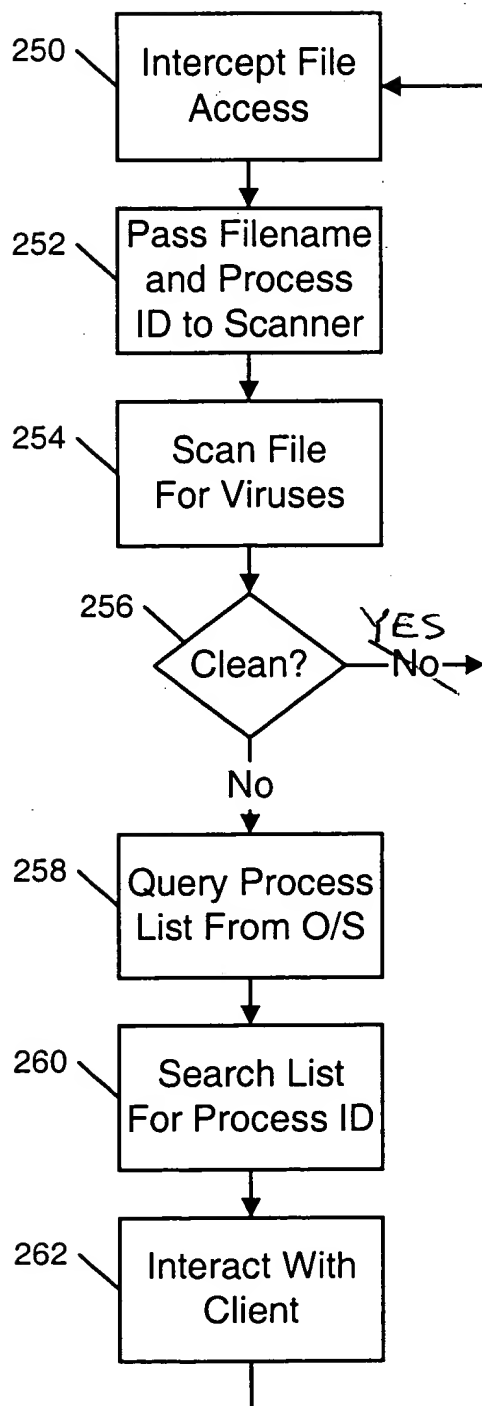 250
Intercept File
Access
252
Pass Filename
and Process
ID to Scanner
254
Scan File
For Viruses
256
Clean?
YES
No
No
258
Query Process
List From O/S
260
Search List
For Process ID
262
Interact With
Client